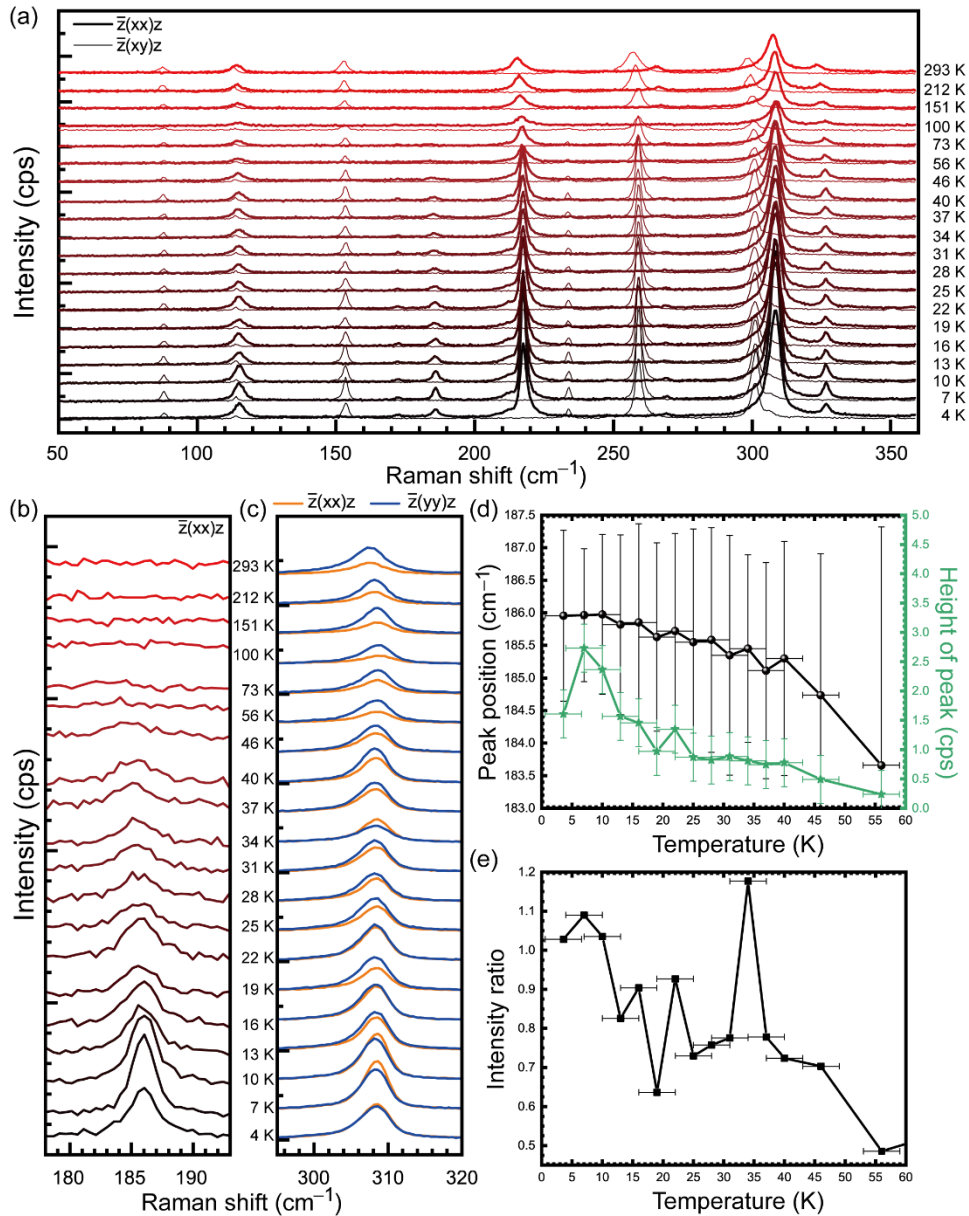 (a)
z̅(xx)z
z̅(xy)z
Intensity (cps)
293 K
212 K
151 K
100 K
73 K
56 K
46 K
40 K
37 K
34 K
31 K
28 K
25 K
22 K
19 K
16 K
13 K
10 K
7 K
4 K
50 100 150 200 250 300 350
Raman shift (cm⁻¹)
(b)
z̅(xx)z
Intensity (cps)
180 185 190
(c)
z̅(xx)z z̅(yy)z
293 K
212 K
151 K
100 K
73 K
56 K
46 K
40 K
37 K
34 K
31 K
28 K
25 K
22 K
19 K
16 K
13 K
10 K
7 K
4 K
300 310 320
Raman shift (cm⁻¹)
(d)
Peak position (cm⁻¹)
187.5
187.0
186.5
186.0
185.5
185.0
184.5
184.0
183.5
183.0
Height of peak (cps)
5.0
4.5
4.0
3.5
3.0
2.5
2.0
1.5
1.0
0.5
0.0
0 5 10 15 20 25 30 35 40 45 50 55 60
Temperature (K)
(e)
Intensity ratio
1.2
1.1
1.0
0.9
0.8
0.7
0.6
0.5
0 5 10 15 20 25 30 35 40 45 50 55 60
Temperature (K)